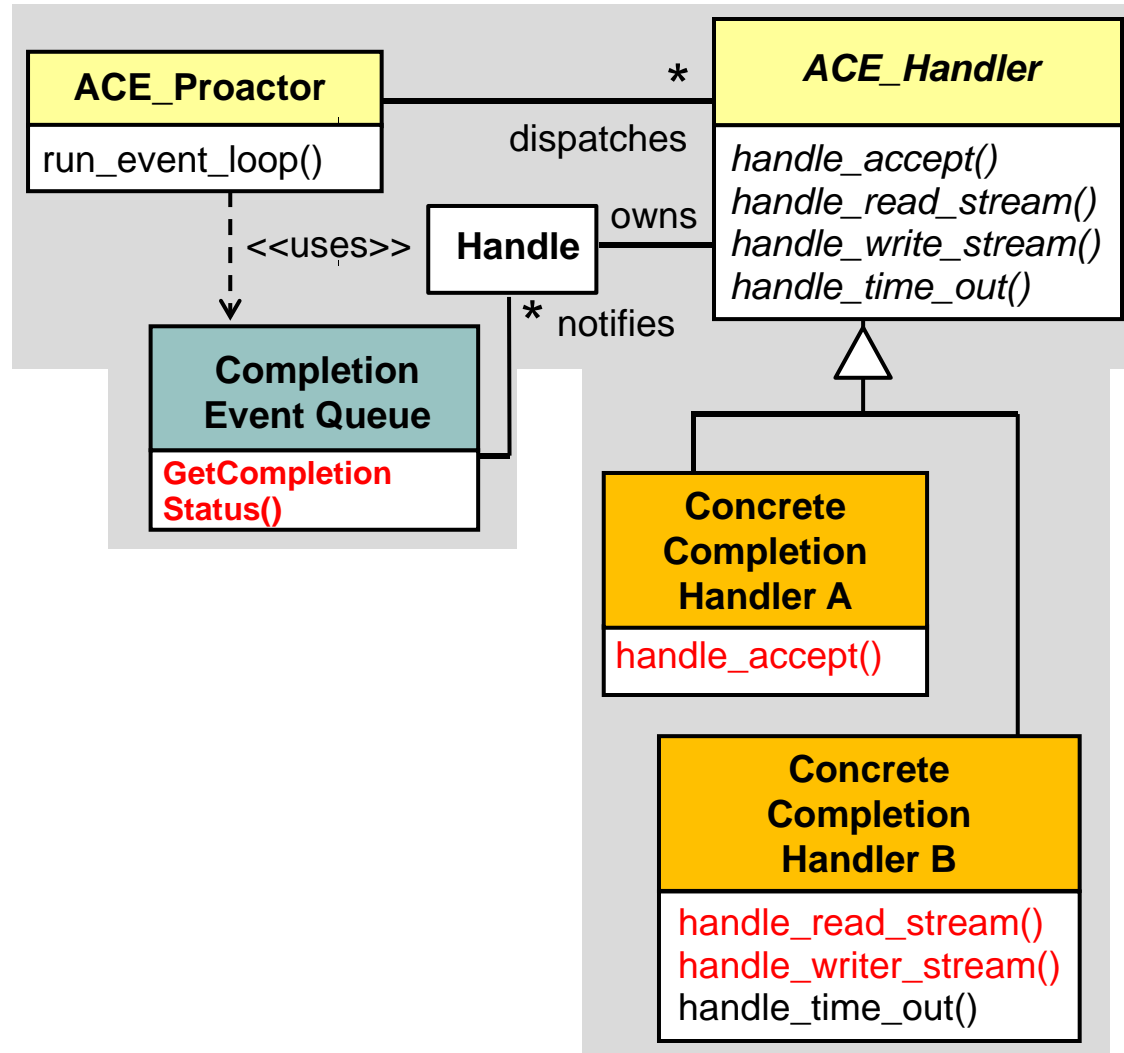 ACE_Proactor
run_event_loop()
*
dispatches
ACE_Handler
handle_accept()
handle_read_stream()
handle_write_stream()
handle_time_out()
<<uses>>
Handle
owns
* notifies
Completion
Event Queue
GetCompletion
Status()
Concrete
Completion
Handler A
handle_accept()
Concrete
Completion
Handler B
handle_read_stream()
handle_writer_stream()
handle_time_out()